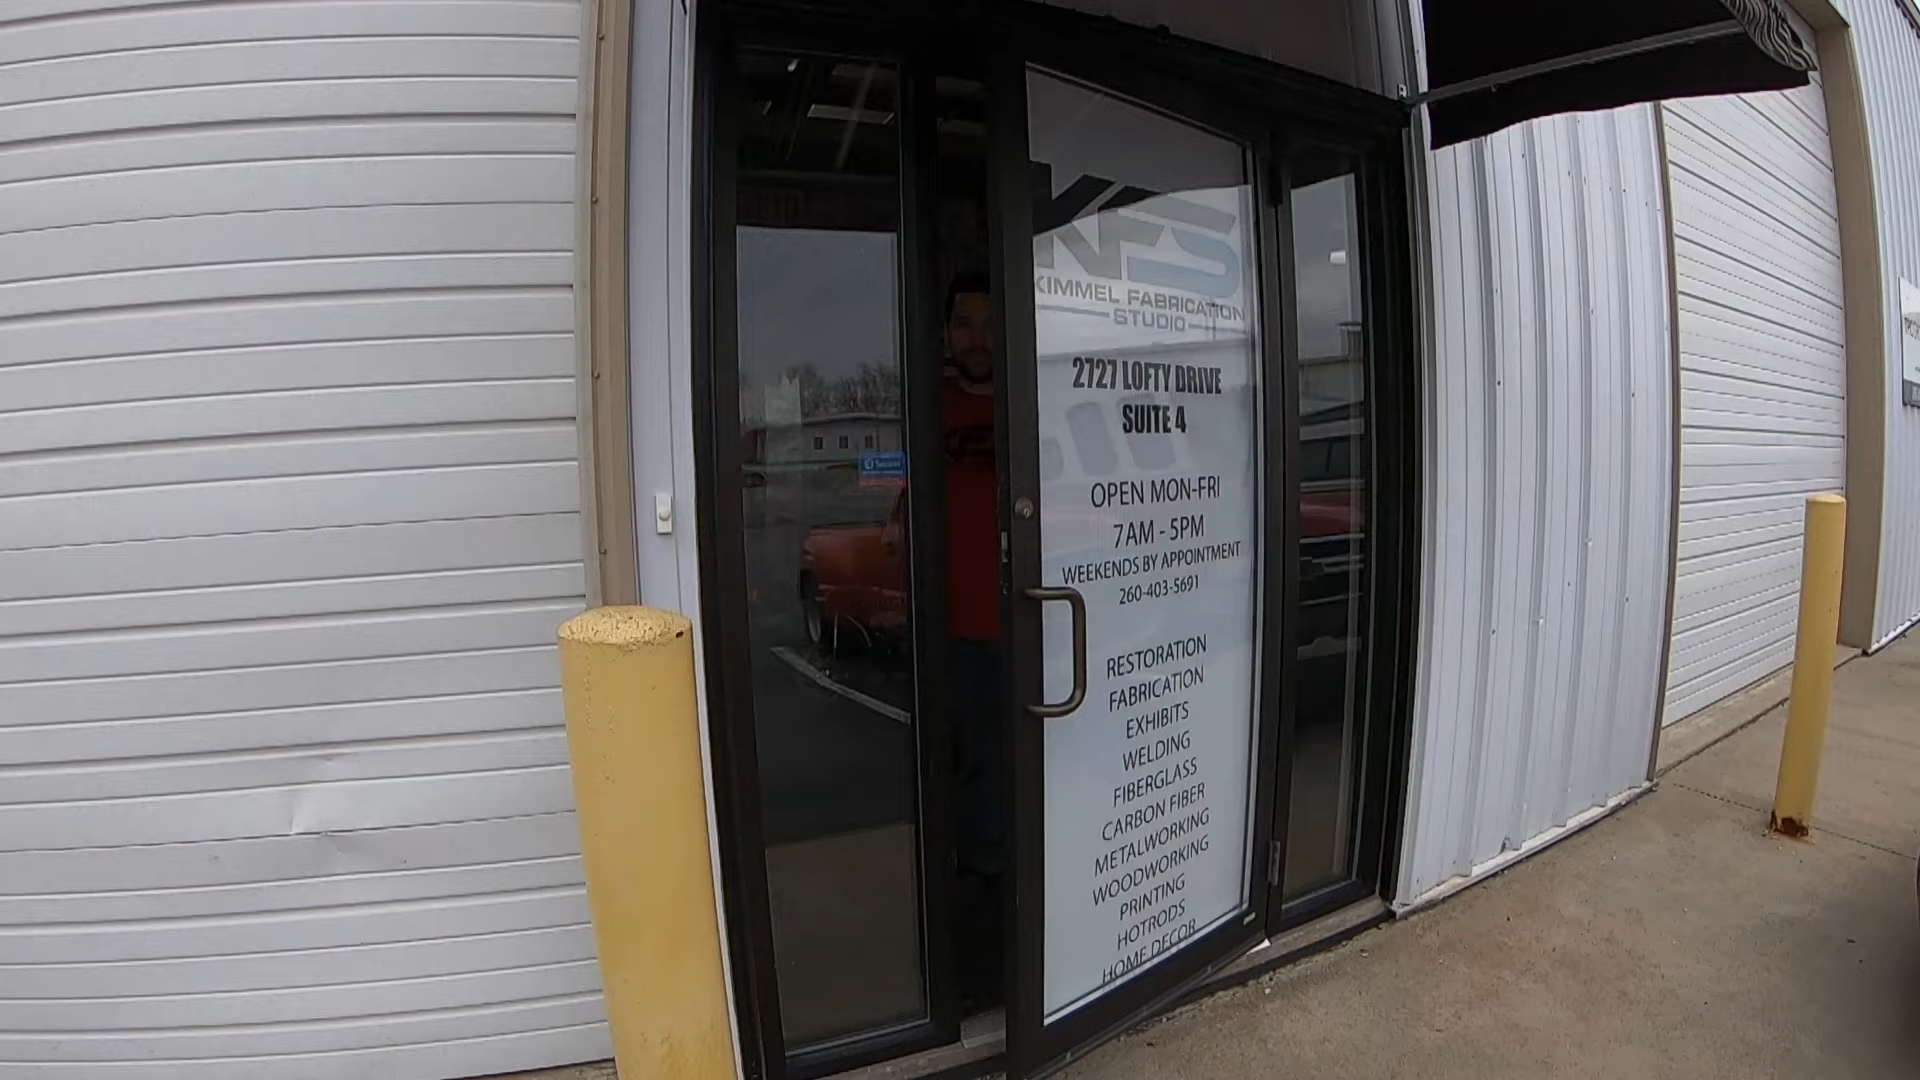 KFS
KIMMEL FABRICATION
STUDIO
2727 LOFTY DRIVE
SUITE 4
OPEN MON-FRI
7AM - 5PM
WEEKENDS BY APPOINTMENT
260-403-5691
RESTORATION
FABRICATION
EXHIBITS
WELDING
FIBERGLASS
CARBON FIBER
METALWORKING
WOODWORKING
PRINTING
HOTRODS
HOME DECOR